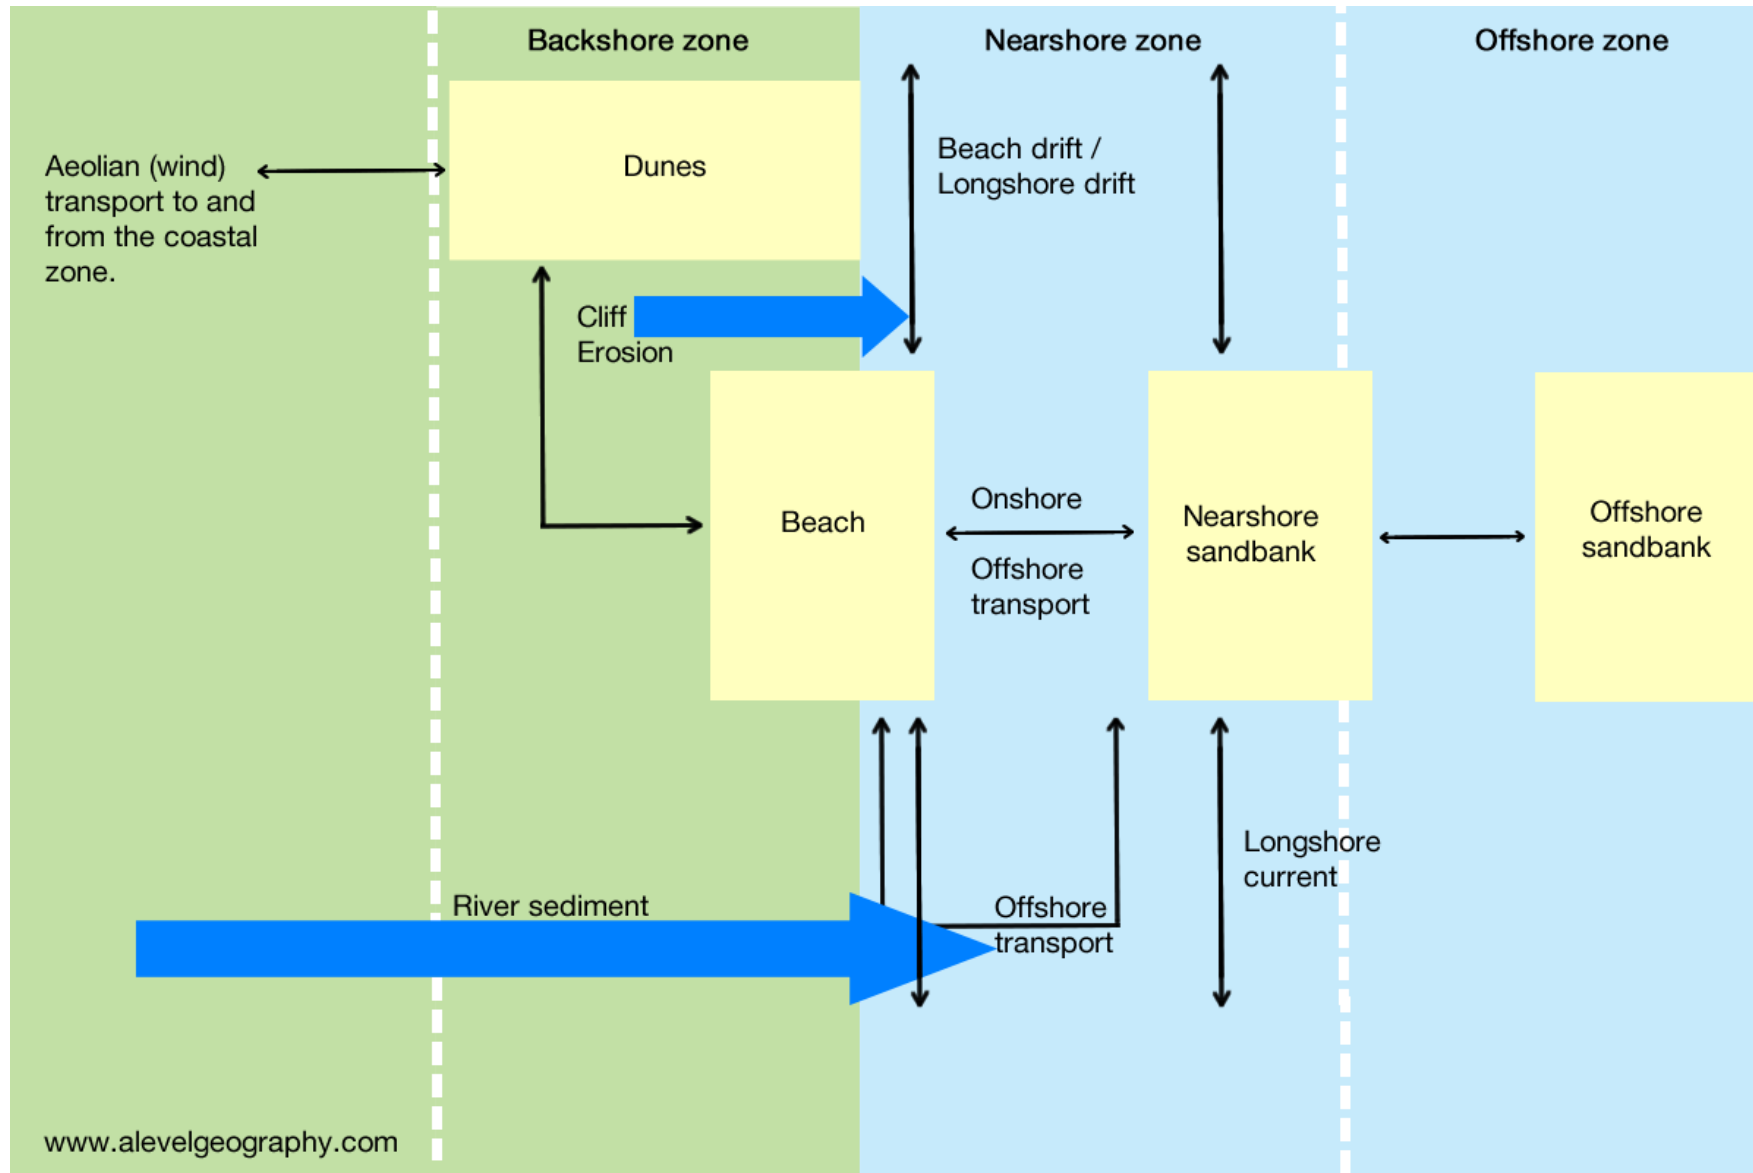 Backshore zone
Nearshore zone
Offshore zone
Aeolian (wind)
transport to and
from the coastal
zone.
Dunes
Beach drift /
Longshore drift
Cliff
Erosion
Beach
Onshore
Offshore
transport
Nearshore
sandbank
Offshore
sandbank
Longshore
current
River sediment
Offshore
transport
www.alevelgeography.com